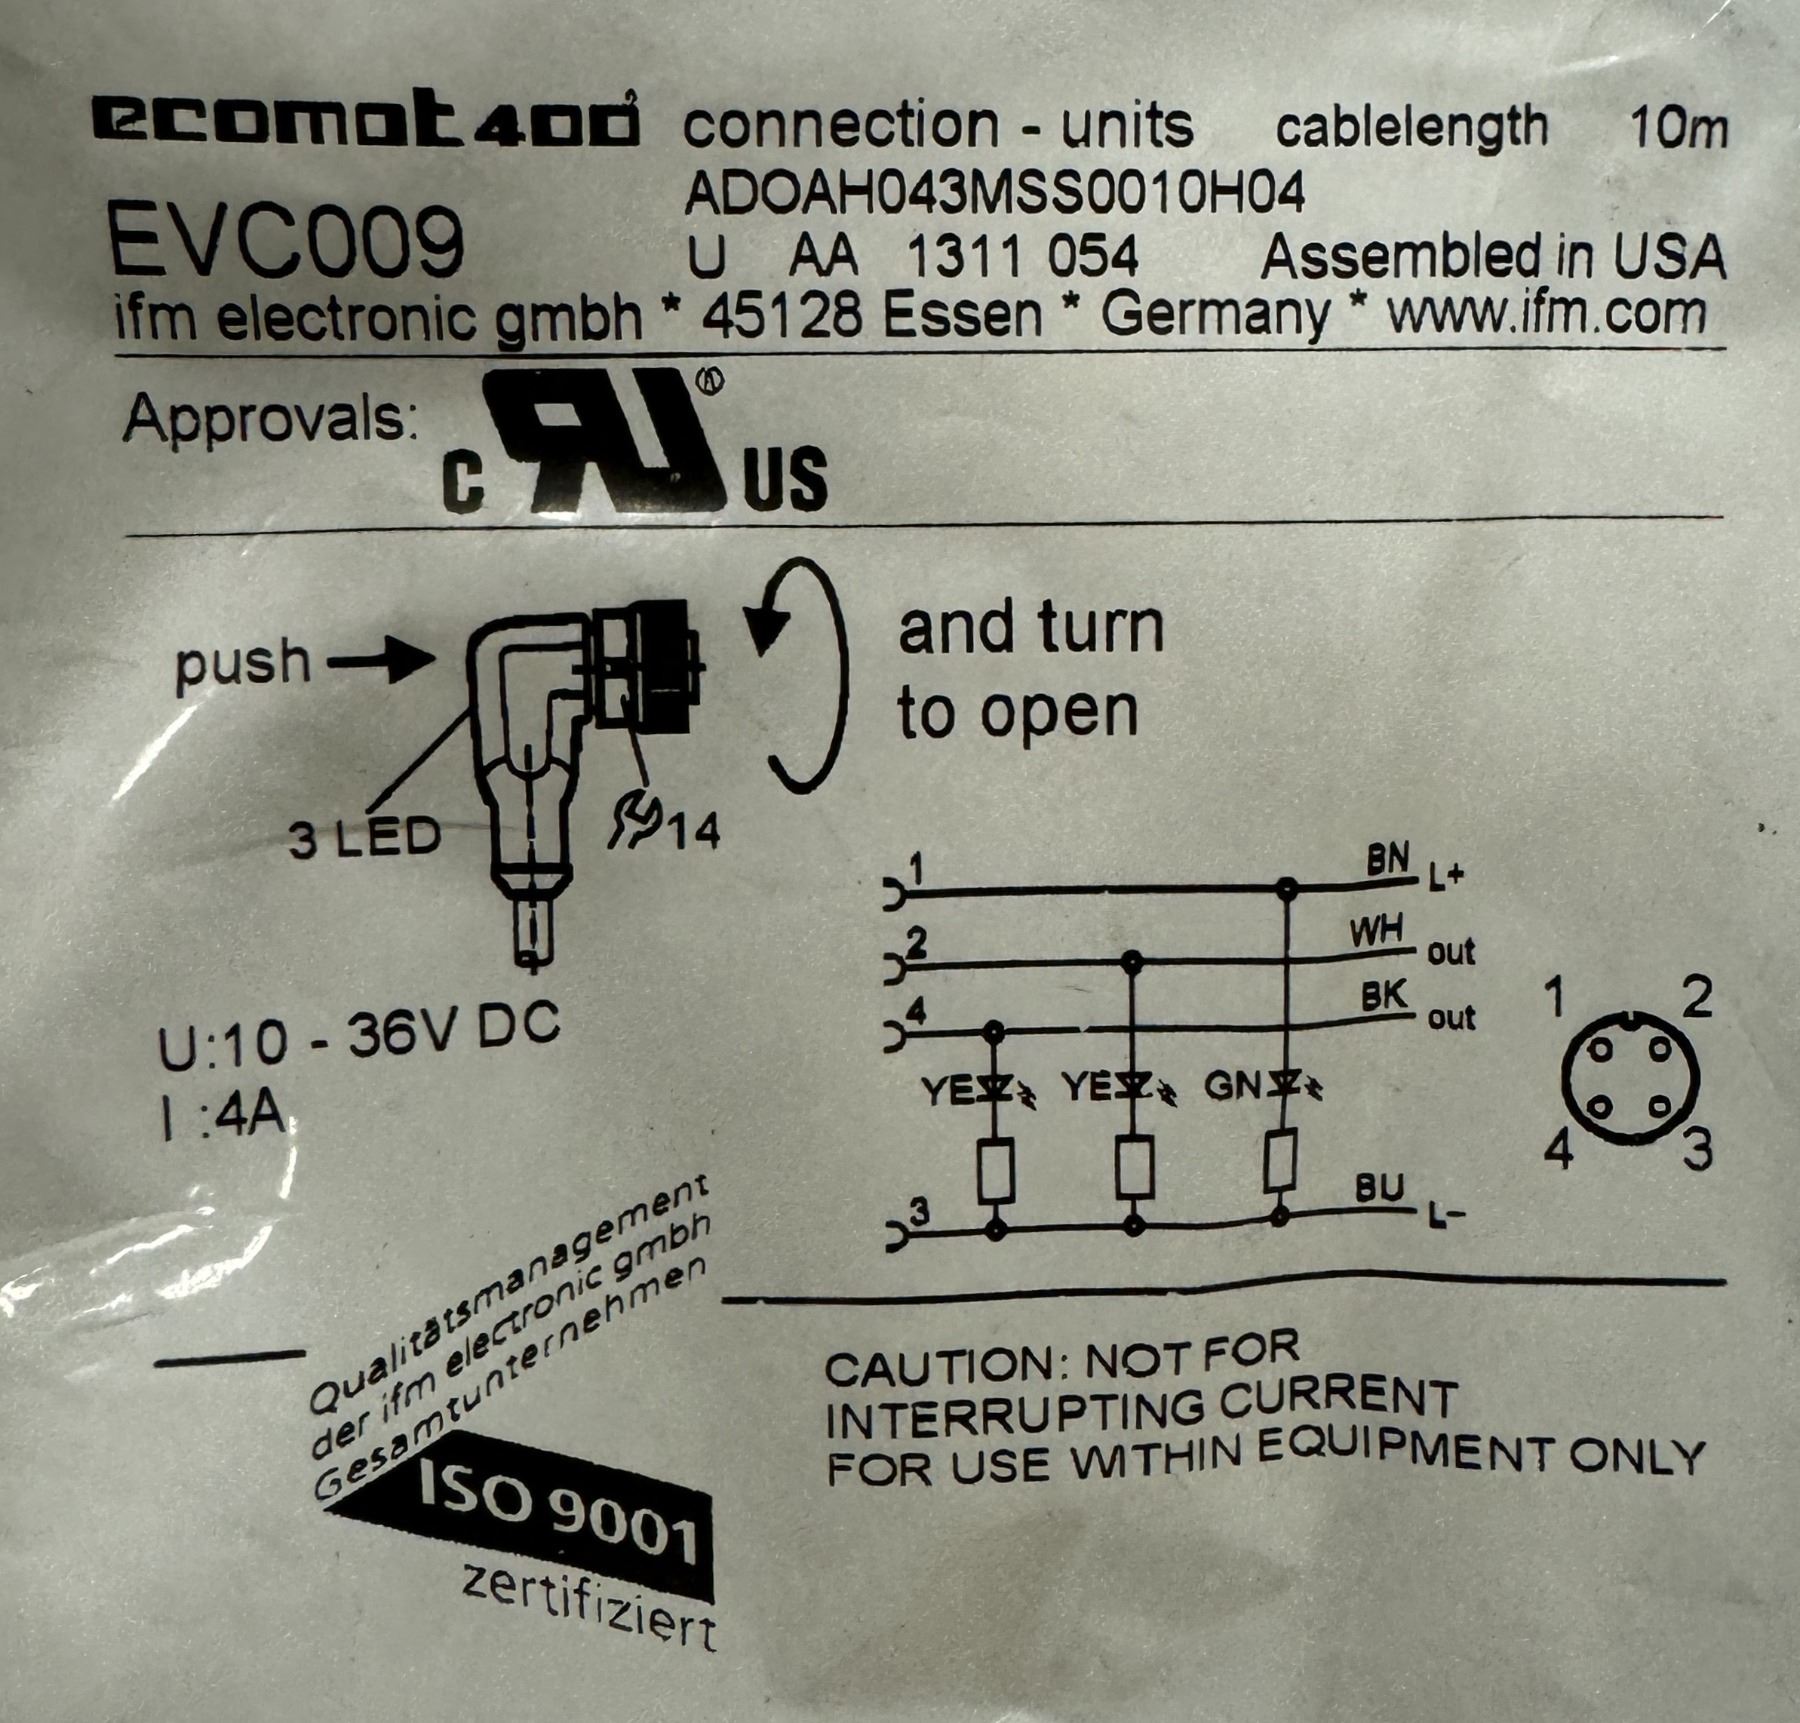 ecomat 400 connection - units cablelength 10m
ADOAH043MSS0010H04
EVC009 U AA 1311 054 Assembled in USA
ifm electronic gmbh * 45128 Essen * Germany * www.ifm.com
Approvals: C RU ® US
push and turn
to open
3 LED 14
1 BN L+
2 WH out
4 BK out
1 2
U:10 - 36V DC
I :4A
YE YE GN
4 3
3 BU L-
Qualitätsmanagement
der ifm electronic gmbh
Gesamtunternehmen
ISO 9001
zertifiziert
CAUTION: NOT FOR
INTERRUPTING CURRENT
FOR USE WITHIN EQUIPMENT ONLY